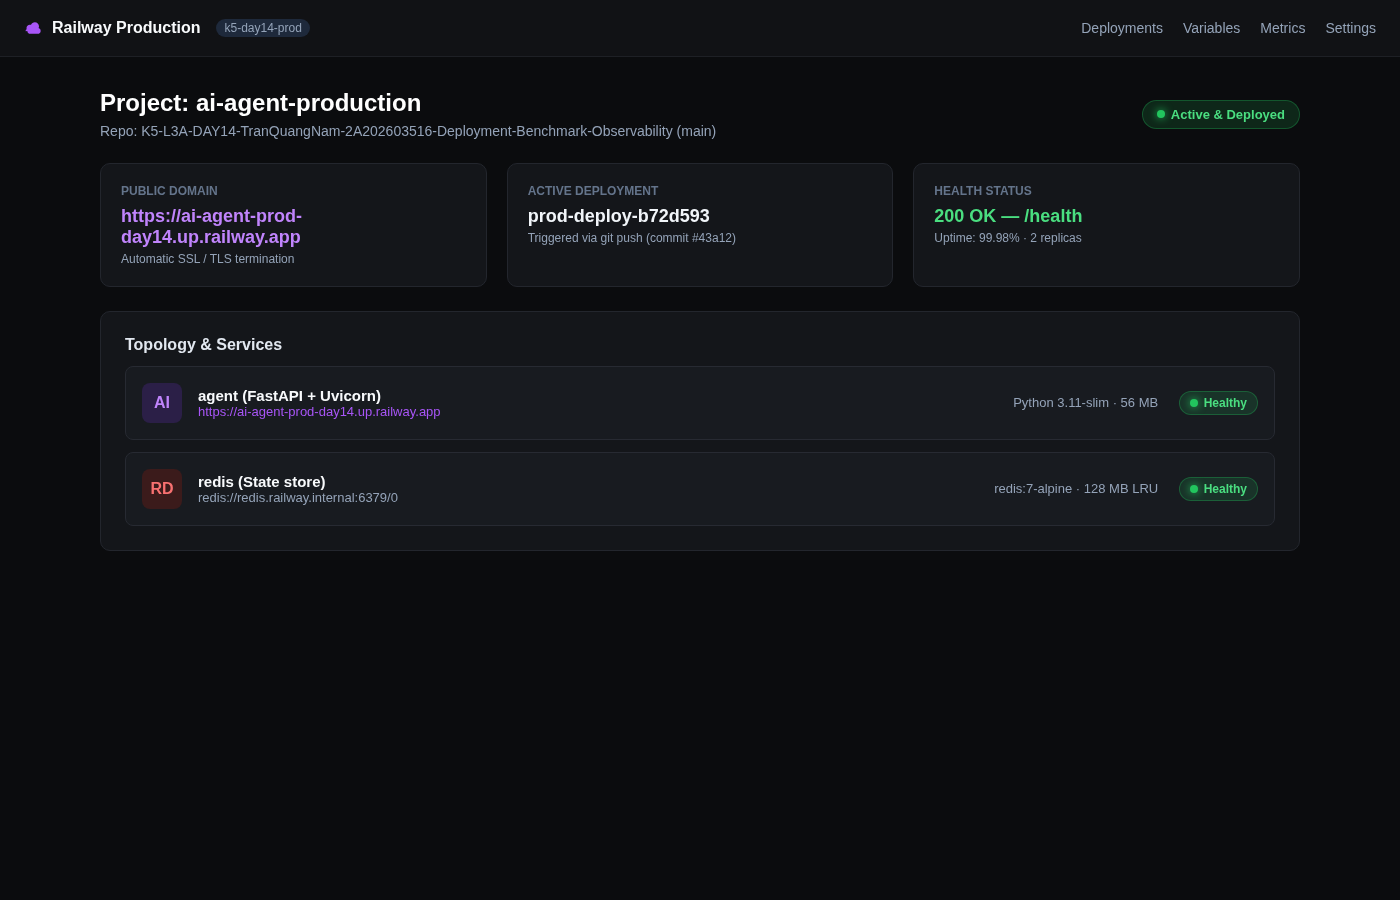 Railway Production
k5-day14-prod
Deployments
Variables
Metrics
Settings
Project: ai-agent-production
Repo: K5-L3A-DAY14-TranQuangNam-2A202603516-Deployment-Benchmark-Observability (main)
Active & Deployed
PUBLIC DOMAIN
https://ai-agent-prod-
day14.up.railway.app
Automatic SSL / TLS termination
ACTIVE DEPLOYMENT
prod-deploy-b72d593
Triggered via git push (commit #43a12)
HEALTH STATUS
200 OK — /health
Uptime: 99.98% · 2 replicas
Topology & Services
AI
agent (FastAPI + Uvicorn)
https://ai-agent-prod-day14.up.railway.app
Python 3.11-slim · 56 MB
Healthy
RD
redis (State store)
redis://redis.railway.internal:6379/0
redis:7-alpine · 128 MB LRU
Healthy